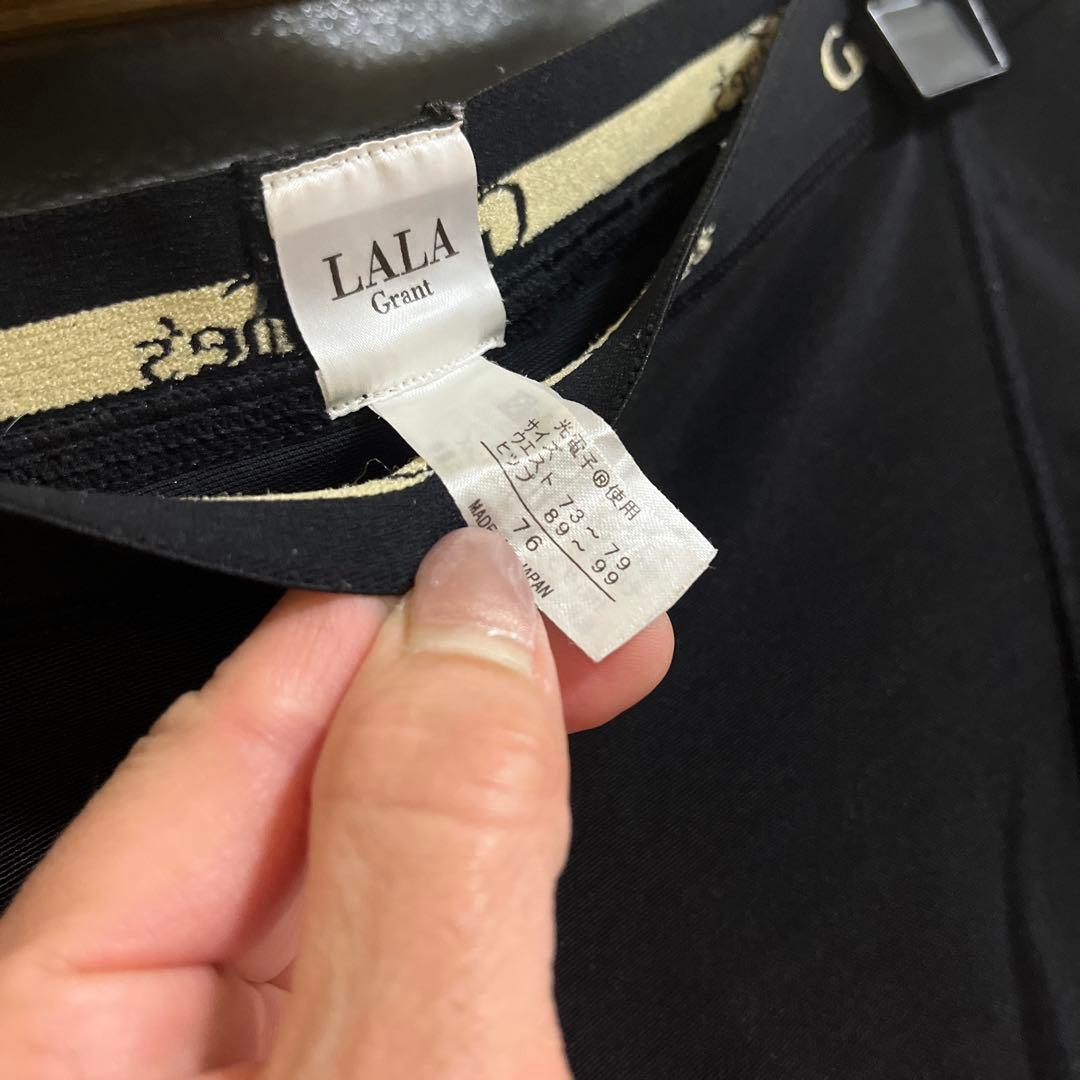 LALA
Grant
光電子®使用
サイズ 76
ウエスト 73～79
ヒップ 89～99
MADE JAPAN
G